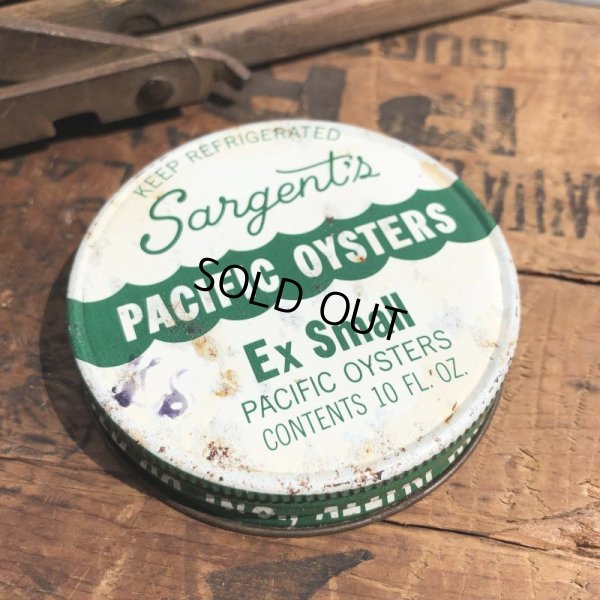 KEEP REFRIGERATED
Sargent's
PACIFIC OYSTERS
SOLD OUT
Ex Small
PACIFIC OYSTERS
CONTENTS 10 FL. OZ.